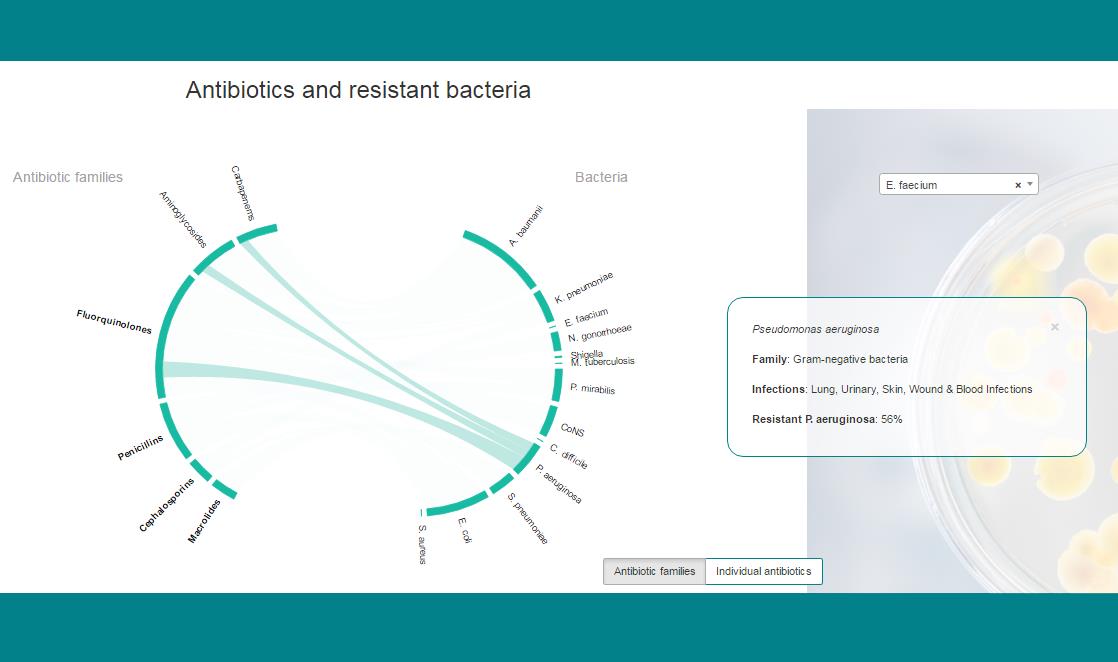 Antibiotics and resistant bacteria
Antibiotic families
Bacteria
E. faecium
×
Carbapenems
Aminoglycosides
Fluorquinolones
Penicillins
Cephalosporins
Macrolides
A. baumanii
K. pneumoniae
E. faecium
N. gonorrhoeae
Shigella
M. tuberculosis
P. mirabilis
CoNS
C. difficile
P. aeruginosa
S. pneumoniae
E. coli
S. aureus
Pseudomonas aeruginosa
×
Family: Gram-negative bacteria
Infections: Lung, Urinary, Skin, Wound & Blood Infections
Resistant P. aeruginosa: 56%
Antibiotic families
Individual antibiotics